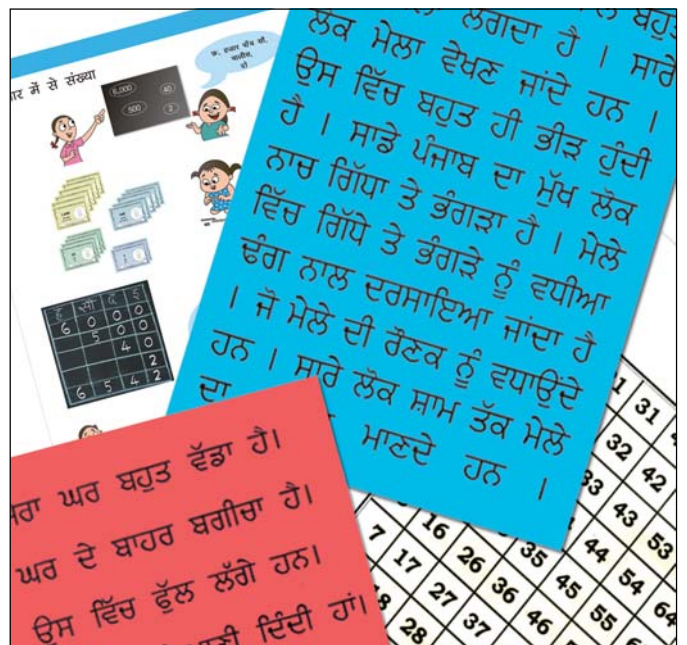 में से संख्या
हजार पाँच सौ,
चालीस,
दो
6,000 40
500 2
ह सौ द इ
6 0 0 0
5 0 0
4 0
2
6 5 4 2
ਲਗਦਾ ਹੈ । ਸਾਰੇ
ਲੋਕ ਮੇਲਾ ਵੇਖਣ ਜਾਂਦੇ ਹਨ ।
ਉਸ ਵਿੱਚ ਬਹੁਤ ਹੀ ਭੀੜ ਹੁੰਦੀ
ਹੈ । ਸਾਡੇ ਪੰਜਾਬ ਦਾ ਮੁੱਖ ਲੋਕ
ਨਾਚ ਗਿੱਧਾ ਤੇ ਭੰਗੜਾ ਹੈ । ਮੇਲੇ
ਵਿੱਚ ਗਿੱਧੇ ਤੇ ਭੰਗੜੇ ਨੂੰ ਵਧੀਆ
ਢੰਗ ਨਾਲ ਦਰਸਾਇਆ ਜਾਂਦਾ ਹੈ
। ਜੋ ਮੇਲੇ ਦੀ ਰੌਣਕ ਨੂੰ ਵਧਾਉਂਦੇ
ਹਨ । ਸਾਰੇ ਲੋਕ ਸ਼ਾਮ ਤੱਕ ਮੇਲੇ
ਦਾ ਮਾਣਦੇ ਹਨ ।
ਘਰ ਬਹੁਤ ਵੱਡਾ ਹੈ।
ਘਰ ਦੇ ਬਾਹਰ ਬਗੀਚਾ ਹੈ।
ਉਸ ਵਿੱਚ ਫੁੱਲ ਲੱਗੇ ਹਨ।
ਦਿੰਦੀ ਹਾਂ।
31
32 42
43 53
44 54 64
35 45 55
16 26 36 46
7 17 27 37
28